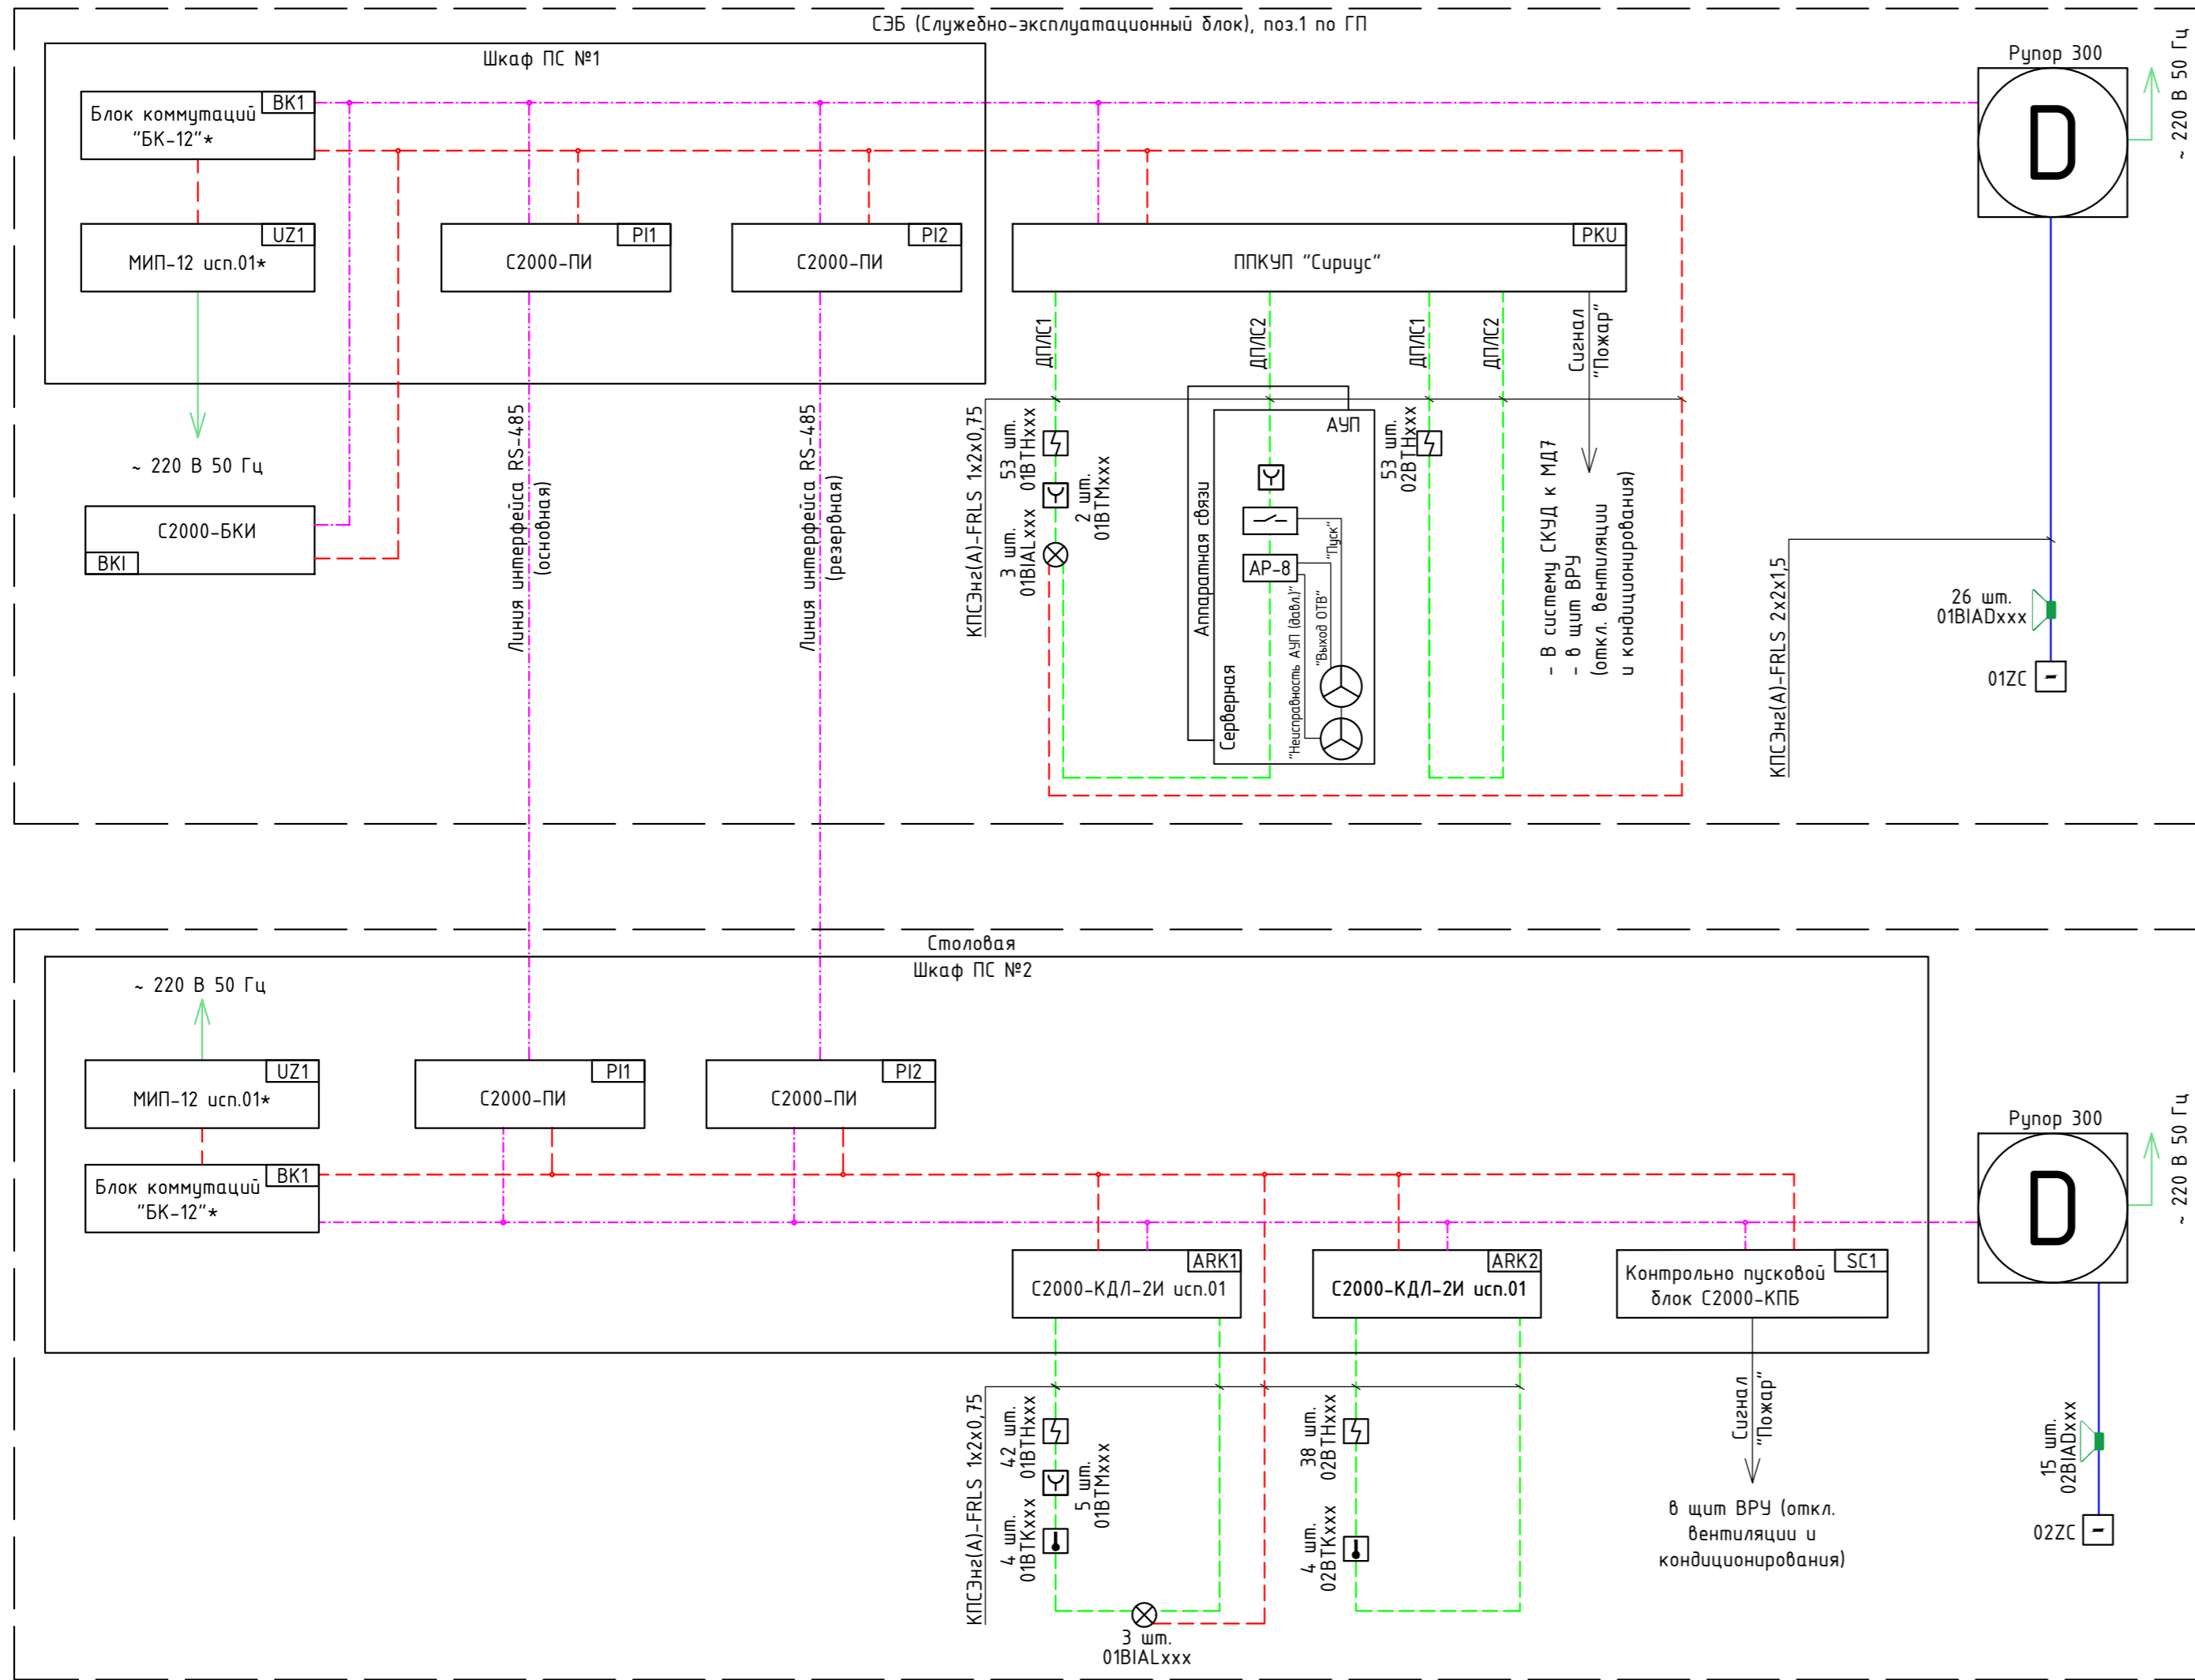 СЭБ (Служебно-эксплуатационный блок), поз.1 по ГП
Шкаф ПС №1
Блок коммутаций
"БК-12"*
BK1
МИП-12 исп.01*
UZ1
~ 220 В 50 Гц
С2000-БКИ
BKI
С2000-ПИ
PI1
С2000-ПИ
PI2
ППКУП "Сириус"
PKU
Рупор 300
D
~ 220 В 50 Гц
Линия интерфейса RS-485
(основная)
Линия интерфейса RS-485
(резервная)
ДПЛС1
ДПЛС2
ДПЛС1
ДПЛС2
Сигнал
"Пожар"
КПСЭнг(А)-FRLS 1x2x0,75
53 шт.
01BTHxxx
2 шт.
01BTMxxx
3 шт.
01BIALxxx
Аппаратная связи
Серверная
АУП
АР-8
"Пуск"
"Выход ОТВ"
"Неисправность АУП (давл.)"
53 шт.
02BTHxxx
- В систему СКУД к МД7
- в щит ВРУ
(откл. вентиляции
и кондиционирования)
КПСЭнг(А)-FRLS 2x2x1,5
26 шт.
01BIADxxx
01ZC
Столовая
Шкаф ПС №2
~ 220 В 50 Гц
МИП-12 исп.01*
UZ1
Блок коммутаций
"БК-12"*
BK1
С2000-ПИ
PI1
С2000-ПИ
PI2
С2000-КДЛ-2И исп.01
ARK1
С2000-КДЛ-2И исп.01
ARK2
Контрольно пусковой
блок С2000-КПБ
SC1
Рупор 300
D
~ 220 В 50 Гц
КПСЭнг(А)-FRLS 1x2x0,75
42 шт.
01BTHxxx
5 шт.
01BTMxxx
4 шт.
01BTKxxx
3 шт.
01BIALxxx
38 шт.
02BTHxxx
4 шт.
02BTKxxx
Сигнал
"Пожар"
в щит ВРУ (откл.
вентиляции и
кондиционирования)
15 шт.
02BIADxxx
02ZC